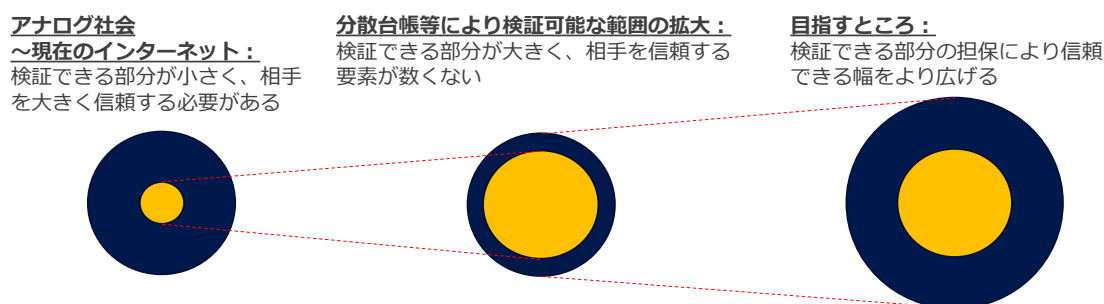 アナログ社会
~現在のインターネット:
検証できる部分が小さく、相手
を大きく信頼する必要がある
分散台帳等により検証可能な範囲の拡大:
検証できる部分が大きく、相手を信頼する
要素が数くない
目指すところ:
検証できる部分の担保により信頼
できる幅をより広げる